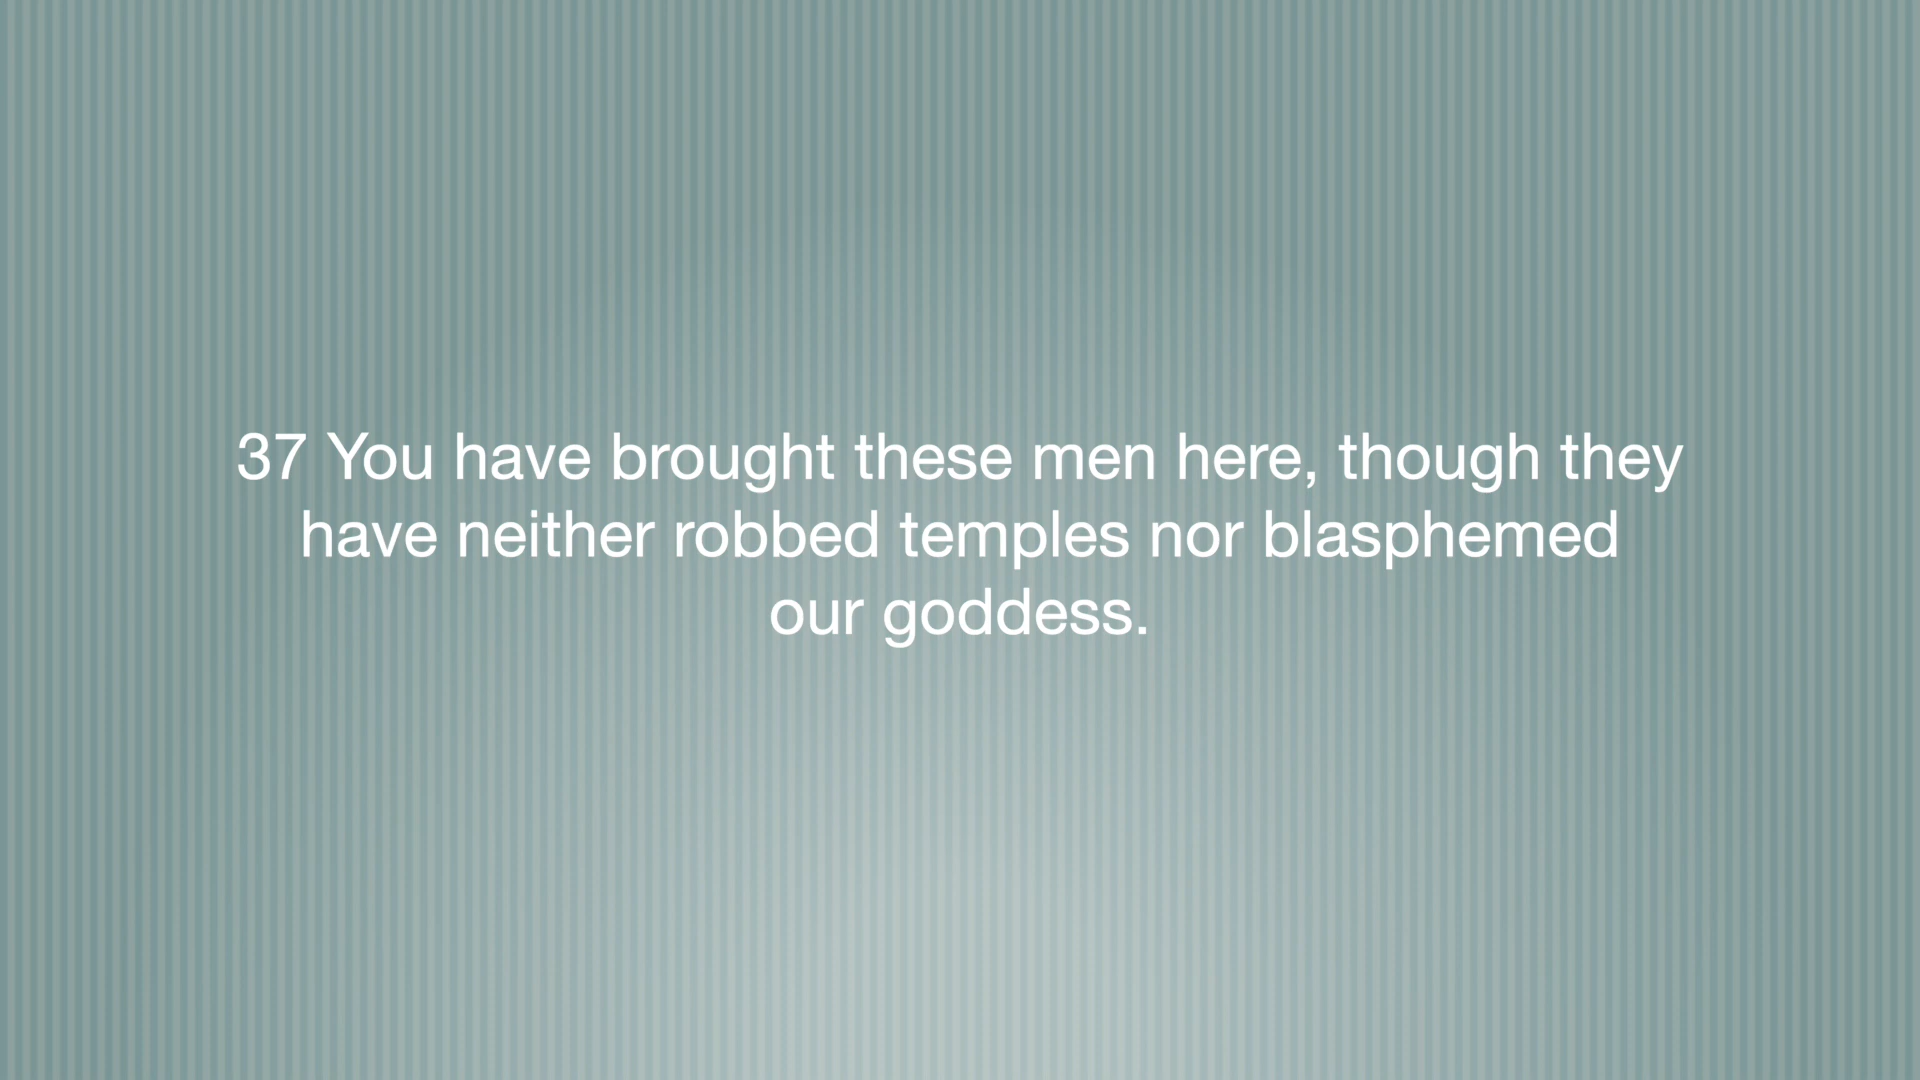 37 You have brought these men here, though they
have neither robbed temples nor blasphemed
our goddess.